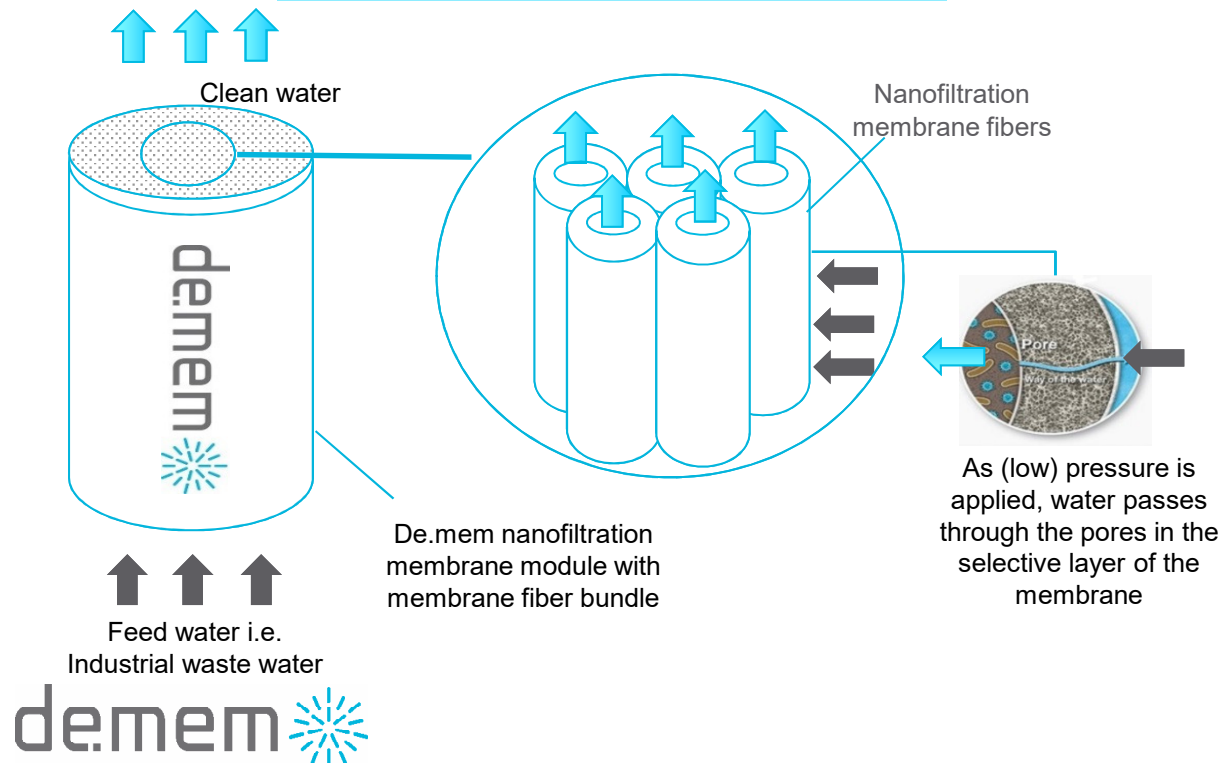 Clean water
Nanofiltration
membrane fibers
de.mem
Pore
Way of the water
As (low) pressure is
applied, water passes
through the pores in the
selective layer of the
membrane
De.mem nanofiltration
membrane module with
membrane fiber bundle
Feed water i.e.
Industrial waste water
de.mem